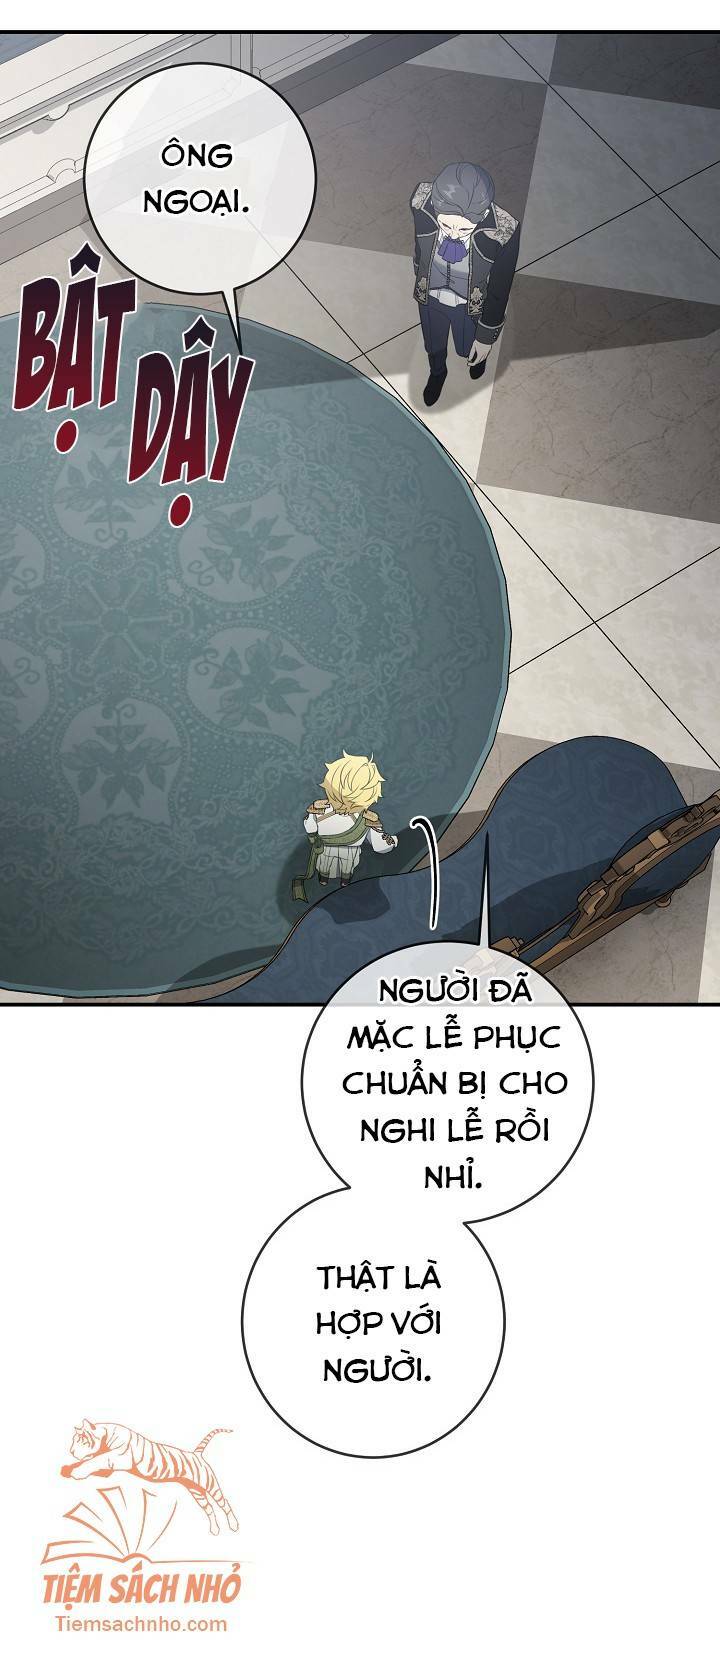 ÔNG
NGOẠI.
BẬT
DẬY
NGƯỜI ĐÃ
MẶC LỄ PHỤC
CHUẨN BỊ CHO
NGHI LỄ RỒI
NHỈ.
THẬT LÀ
HỢP VỚI
NGƯỜI.
TIỆM SÁCH NHỎ
Tiemsachnho.com